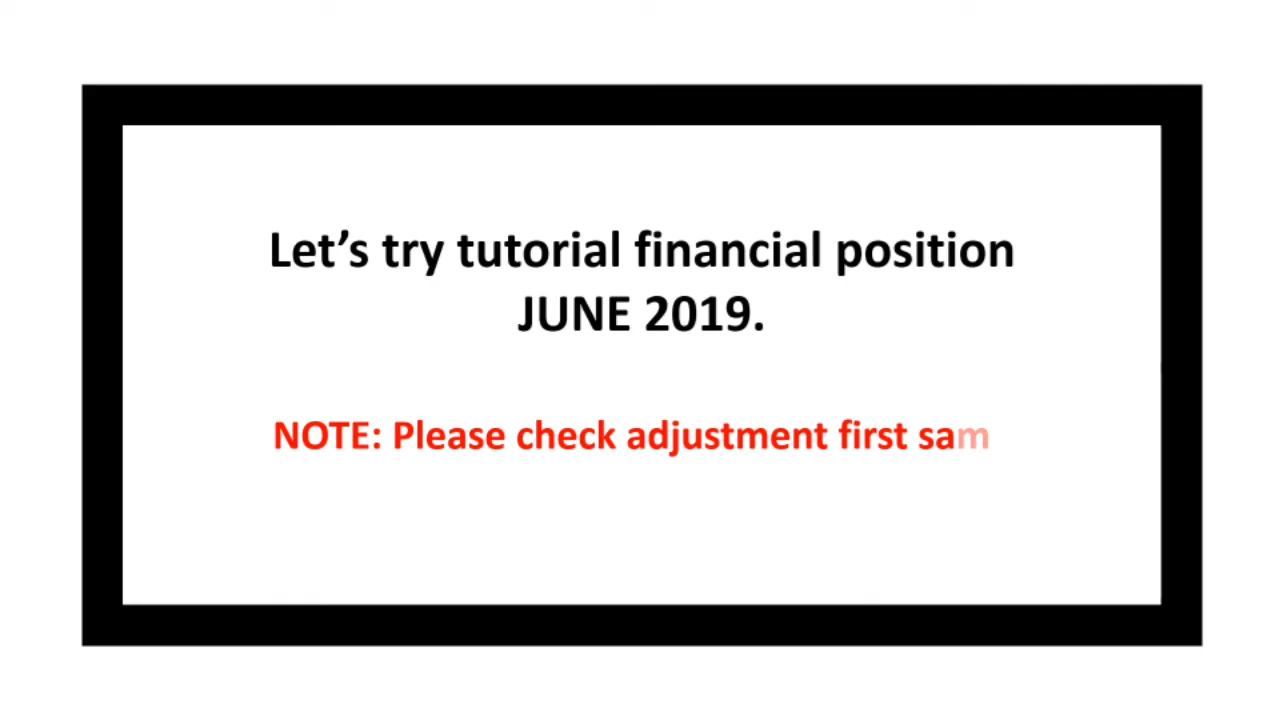 Let’s try tutorial financial position
JUNE 2019.
NOTE: Please check adjustment first sam